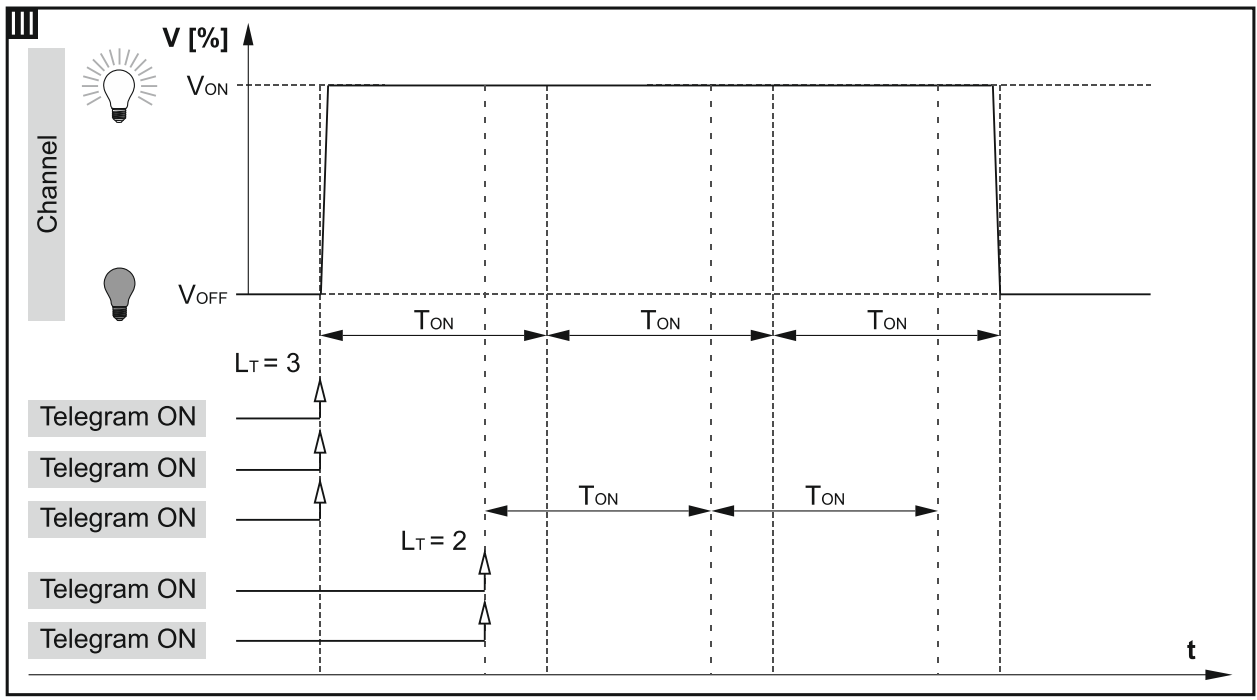 III
V [%]
VON
Channel
VOFF
TON TON TON
LT = 3
Telegram ON
Telegram ON
Telegram ON
TON TON
LT = 2
Telegram ON
Telegram ON
t